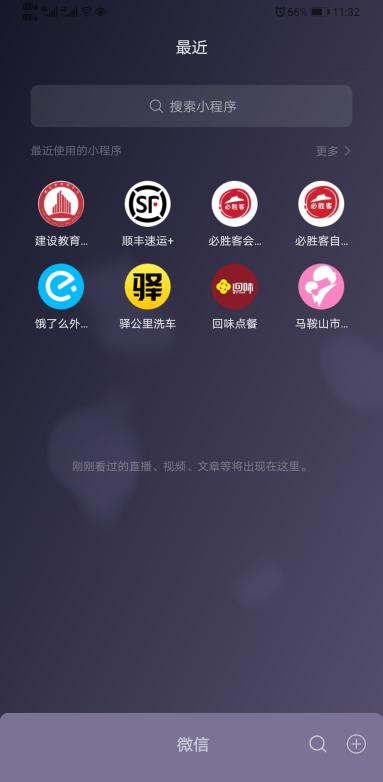 66% 11:32
最近
搜索小程序
最近使用的小程序 更多
SF
必胜客
必胜客
建设教育... 顺丰速运+ 必胜客会... 必胜客自...
驿
回味
饿了么外... 驿公里洗车 回味点餐 马鞍山市...
刚刚看过的直播、视频、文章等将出现在这里。
微信